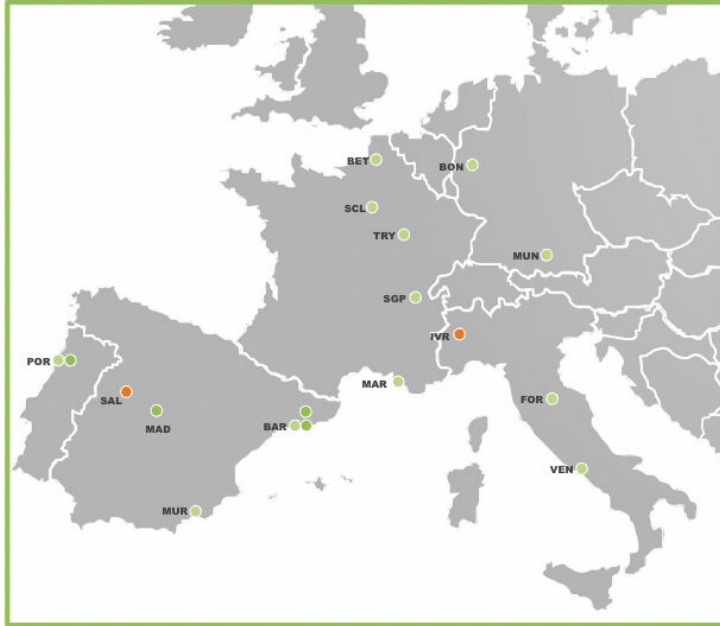 BET
BON
SCL
TRY
MUN
SGP
IVR
POR
MAR
SAL
FOR
MAD
BAR
VEN
MUR